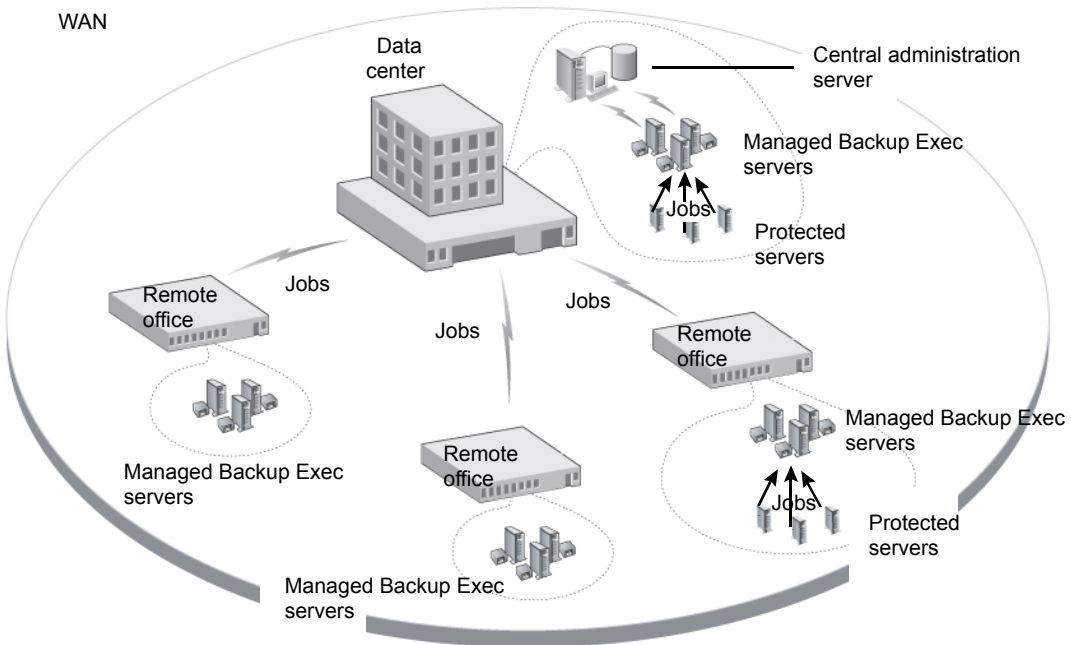 WAN
Data
center
Central administration
server
Managed Backup Exec
servers
Jobs
Protected
servers
Remote
office
Jobs
Jobs
Jobs
Remote
office
Managed Backup Exec
servers
Remote
office
Managed Backup Exec
servers
Jobs
Protected
servers
Managed Backup Exec
servers